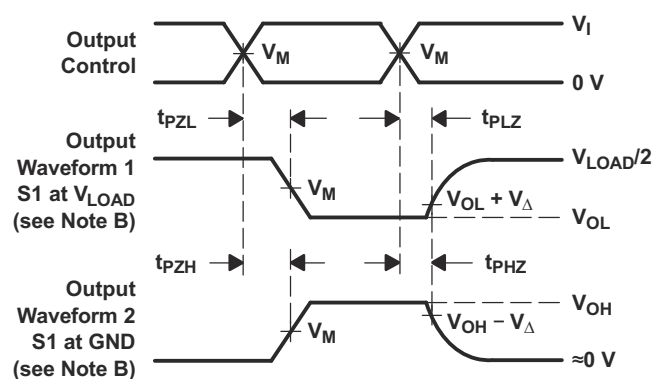 Output
Control
V_M
V_M
V_I
0 V
t_PZL
t_PLZ
Output
Waveform 1
S1 at V_LOAD
(see Note B)
V_M
V_OL + V_Δ
V_LOAD/2
V_OL
t_PZH
t_PHZ
Output
Waveform 2
S1 at GND
(see Note B)
V_M
V_OH − V_Δ
V_OH
≈0 V